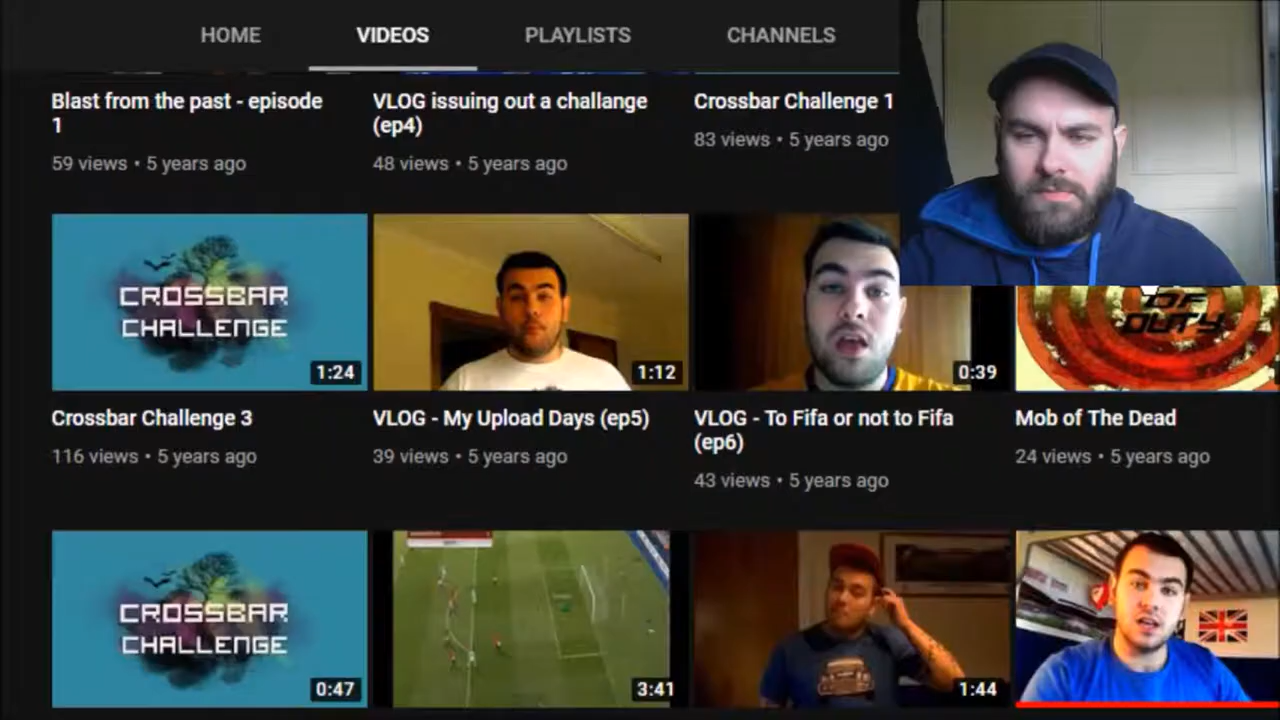 HOME VIDEOS PLAYLISTS CHANNELS
Blast from the past - episode
1
59 views • 5 years ago
VLOG issuing out a challange
(ep4)
48 views • 5 years ago
Crossbar Challenge 1
83 views • 5 years ago
CROSSBAR
CHALLENGE
1:24
Crossbar Challenge 3
116 views • 5 years ago
1:12
VLOG - My Upload Days (ep5)
39 views • 5 years ago
0:39
VLOG - To Fifa or not to Fifa
(ep6)
43 views • 5 years ago
OF
DUTY
Mob of The Dead
24 views • 5 years ago
CROSSBAR
CHALLENGE
0:47
3:41
1:44